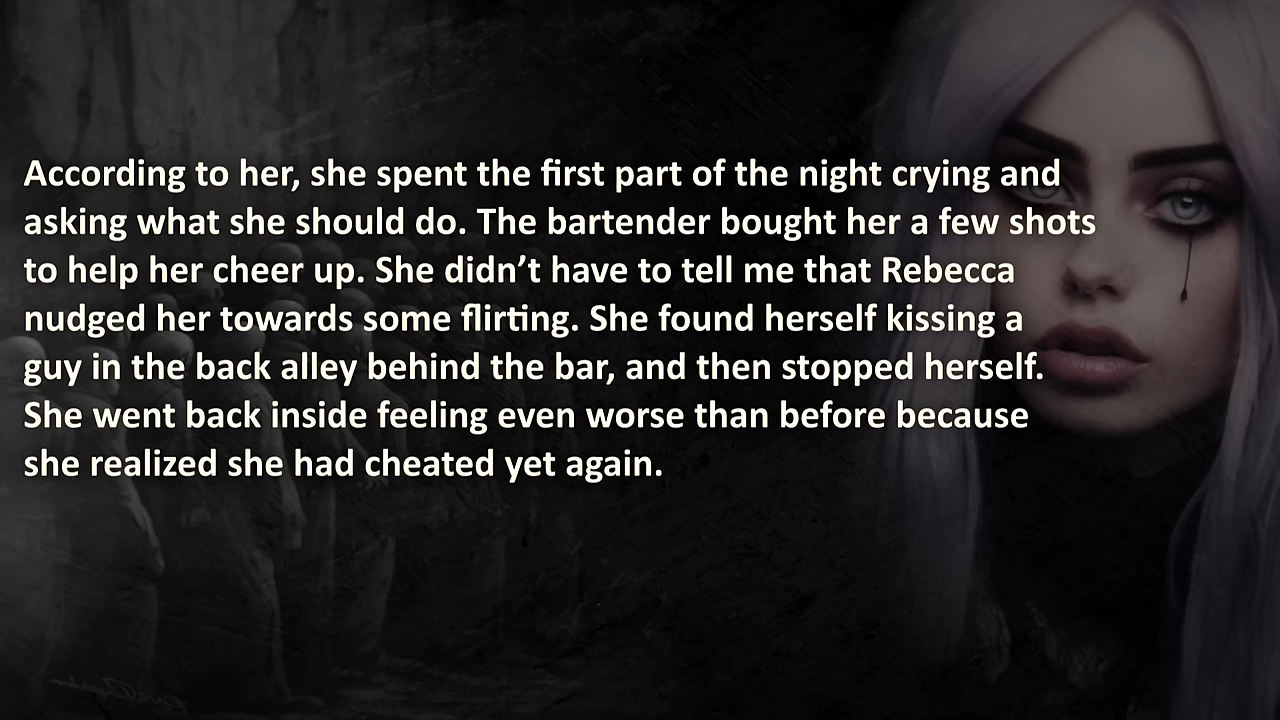 According to her, she spent the first part of the night crying and
asking what she should do. The bartender bought her a few shots
to help her cheer up. She didn’t have to tell me that Rebecca
nudged her towards some flirting. She found herself kissing a
guy in the back alley behind the bar, and then stopped herself.
She went back inside feeling even worse than before because
she realized she had cheated yet again.